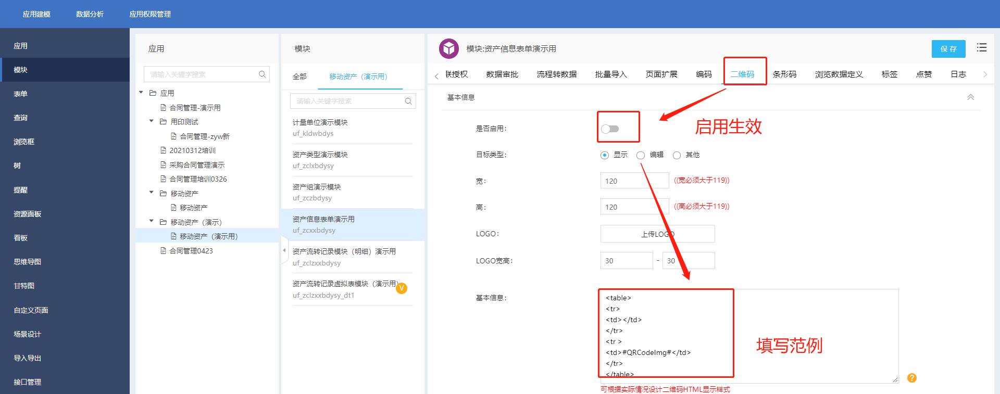 应用建模 数据分析 应用权限管理
应用
模块
表单
查询
浏览框
树
提醒
资源面板
看板
思维导图
甘特图
自定义页面
场景设计
导入导出
接口管理
应用
请输入关键字搜索
应用
合同管理-演示用
用印测试
合同管理-zyw新
20210312培训
采购合同管理演示
合同管理培训0326
移动资产
移动资产
移动资产（演示）
移动资产（演示用）
合同管理0423
模块
全部 移动资产（演示用）
请输入关键字搜索
计量单位演示模块
uf_kldwbdys
资产类型演示模块
uf_zclxbdysy
资产组演示模块
uf_zczbdysy
资产信息表单演示用
uf_zcxxbdysy
资产流转记录模块（明细）演示用
uf_zclzxxbdysy
资产流转记录虚拟表模块（演示用）
V
uf_zclzxxbdysy_dt1
模块:资产信息表单演示用
保 存
联授权 数据审批 流程转数据 批量导入 页面扩展 编码 二维码 条形码 浏览数据定义 标签 点赞 日志
基本信息
是否启用：
启用生效
目标类型： 显示 编辑 其他
宽： 120 ((宽必须大于119))
高： 120 ((高必须大于119))
LOGO： 上传LOGO
LOGO宽高： 30 - 30
基本信息：
<table>
<tr>
<td></td>
</tr>
<tr >
<td>#QRCodeImg#</td>
</tr>
</table>
填写范例
?
可根据实际情况设计二维码HTML显示样式